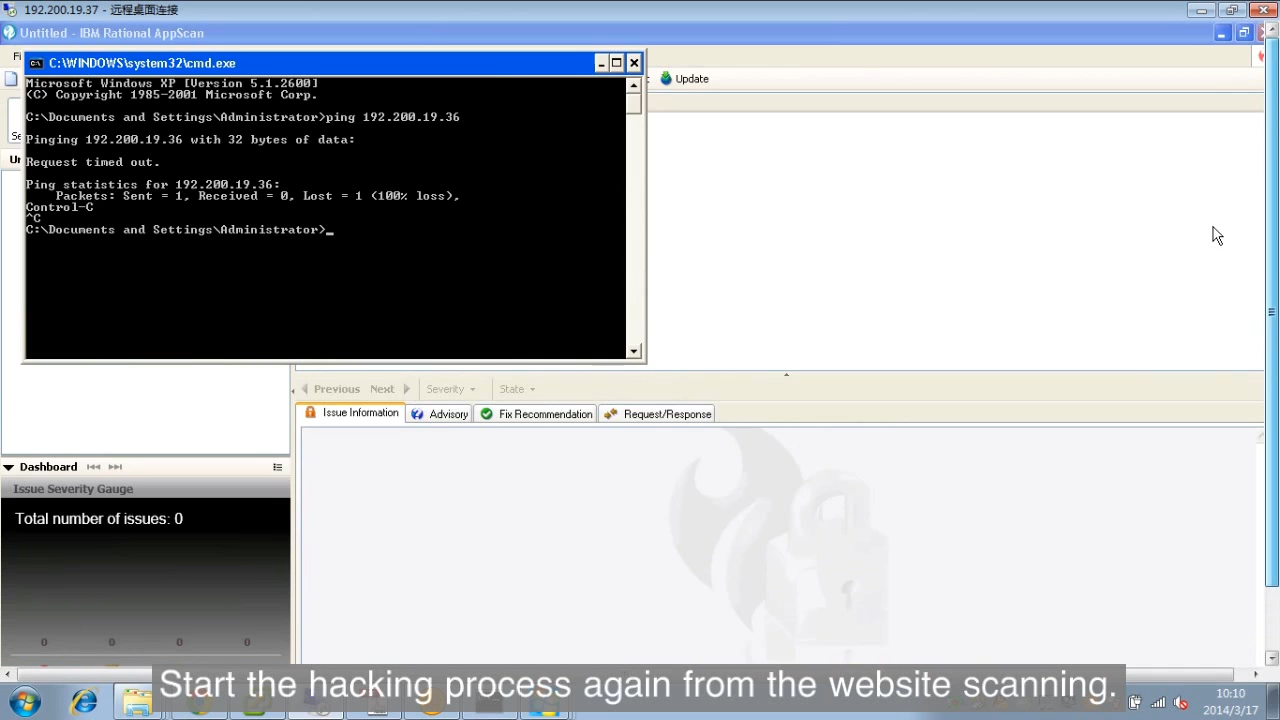 192.200.19.37 - 远程桌面连接
Untitled - IBM Rational AppScan
Fi
C:\WINDOWS\system32\cmd.exe
Update
Microsoft Windows XP [Version 5.1.2600]
(C) Copyright 1985-2001 Microsoft Corp.
C:\Documents and Settings\Administrator>ping 192.200.19.36
Pinging 192.200.19.36 with 32 bytes of data:
Request timed out.
Ping statistics for 192.200.19.36:
Packets: Sent = 1, Received = 0, Lost = 1 (100% loss),
Control-C
^C
C:\Documents and Settings\Administrator>_
Previous Next Severity State
Issue Information Advisory Fix Recommendation Request/Response
Dashboard
Issue Severity Gauge
Total number of issues: 0
0 0 0 0
Start the hacking process again from the website scanning.
10:10
2014/3/17